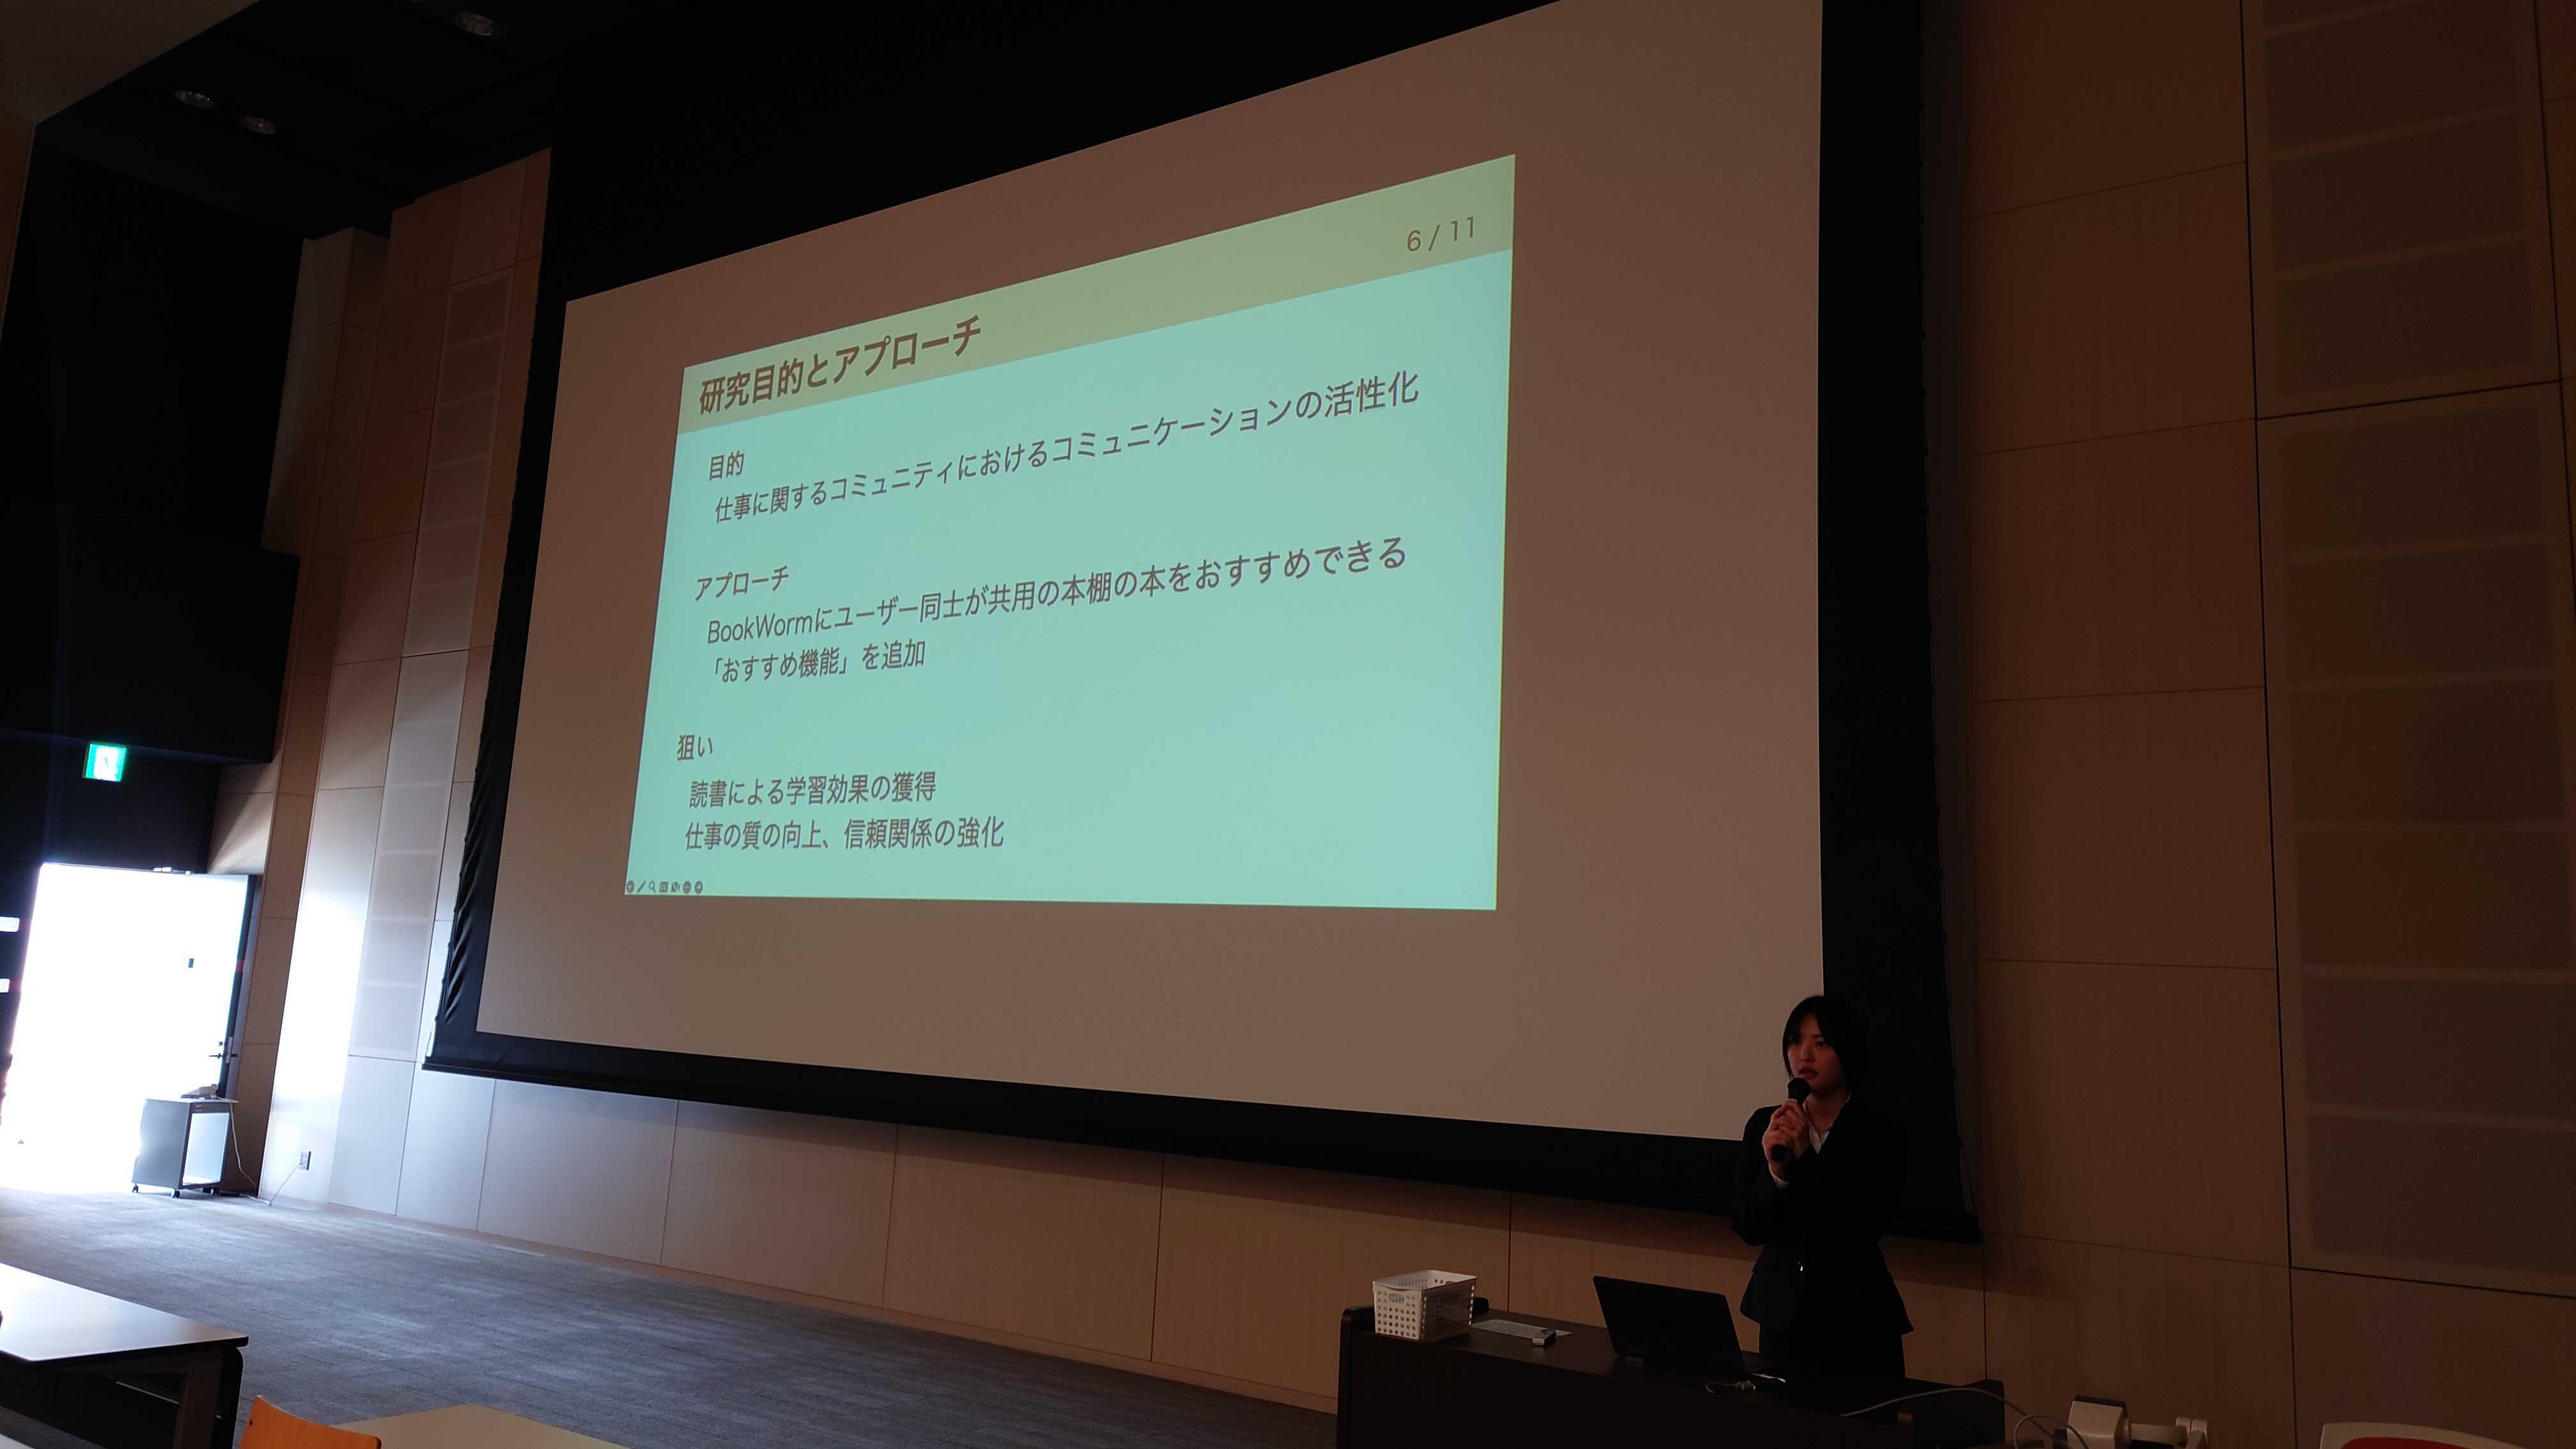 6 / 11
研究目的とアプローチ
目的
仕事に関するコミュニティにおけるコミュニケーションの活性化
アプローチ
BookWormにユーザー同士が共用の本棚の本をおすすめできる
「おすすめ機能」を追加
狙い
読書による学習効果の獲得
仕事の質の向上、信頼関係の強化